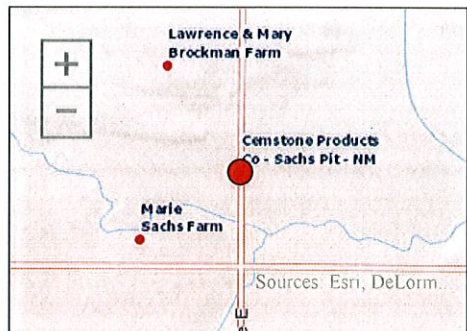 Lawrence & Mary
Brockman Farm
+
−
Cemstone Products
Co - Sachs Pit - NM
Marie
Sachs Farm
Sources: Esri, DeLorm...